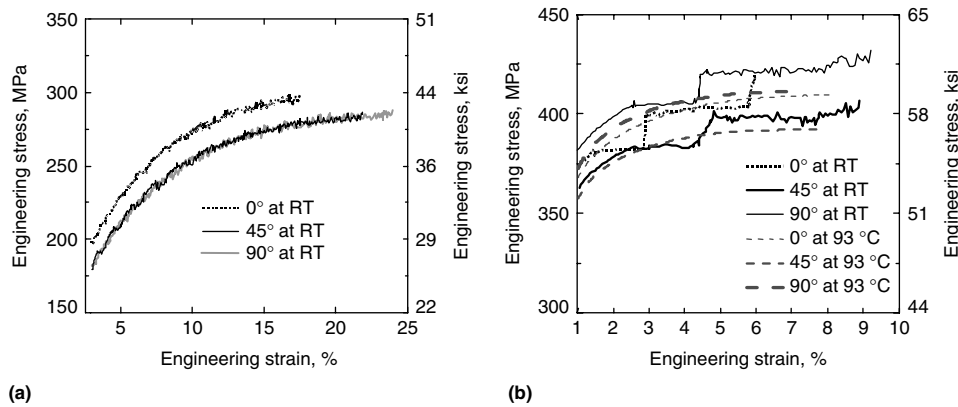 350
300
250
200
150
Engineering stress, MPa
51
44
36
29
22
Engineering stress, ksi
0° at RT
45° at RT
90° at RT
5
10
15
20
25
Engineering strain, %
(a)
450
400
350
300
Engineering stress, MPa
65
58
51
44
Engineering stress, ksi
0° at RT
45° at RT
90° at RT
0° at 93 °C
45° at 93 °C
90° at 93 °C
1
2
3
4
5
6
7
8
9
10
Engineering strain, %
(b)